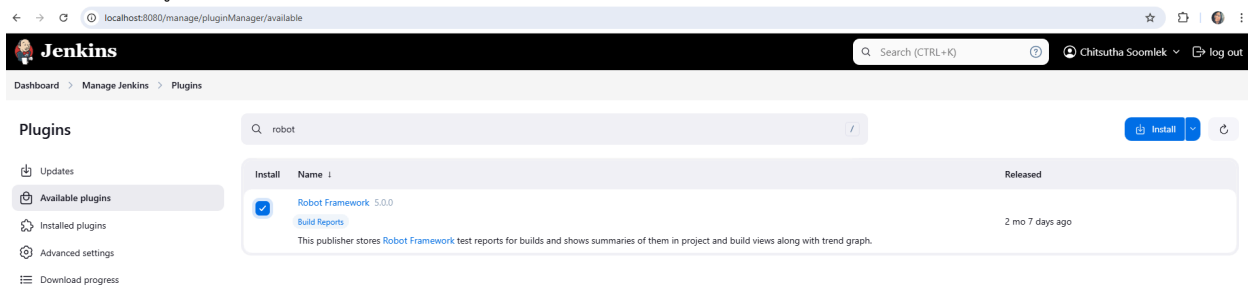 localhost:8080/manage/pluginManager/available
Jenkins
Search (CTRL+K)
?
Chitsutha Soomlek
log out
Dashboard > Manage Jenkins > Plugins
Plugins
robot
/
Install
Updates
Available plugins
Installed plugins
Advanced settings
Download progress
Install Name ↓ Released
Robot Framework 5.0.0
Build Reports
This publisher stores Robot Framework test reports for builds and shows summaries of them in project and build views along with trend graph.
2 mo 7 days ago